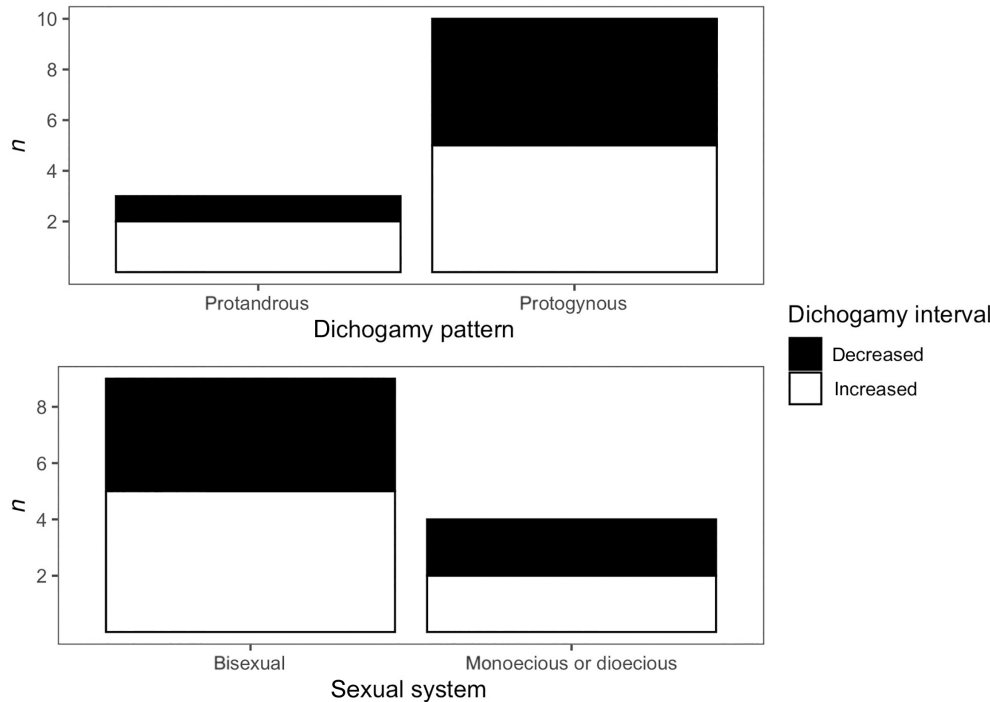 10
8
6
4
2
n
Protandrous Protogynous
Dichogamy pattern
Dichogamy interval
Decreased
Increased
8
6
4
2
n
Bisexual Monoecious or dioecious
Sexual system